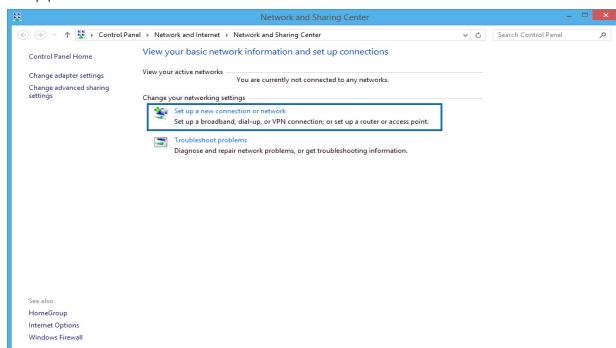 Network and Sharing Center
Control Panel Network and Internet Network and Sharing Center
Search Control Panel
Control Panel Home
Change adapter settings
Change advanced sharing
settings
View your basic network information and set up connections
View your active networks
You are currently not connected to any networks.
Change your networking settings
Set up a new connection or network
Set up a broadband, dial-up, or VPN connection; or set up a router or access point.
Troubleshoot problems
Diagnose and repair network problems, or get troubleshooting information.
See also
HomeGroup
Internet Options
Windows Firewall